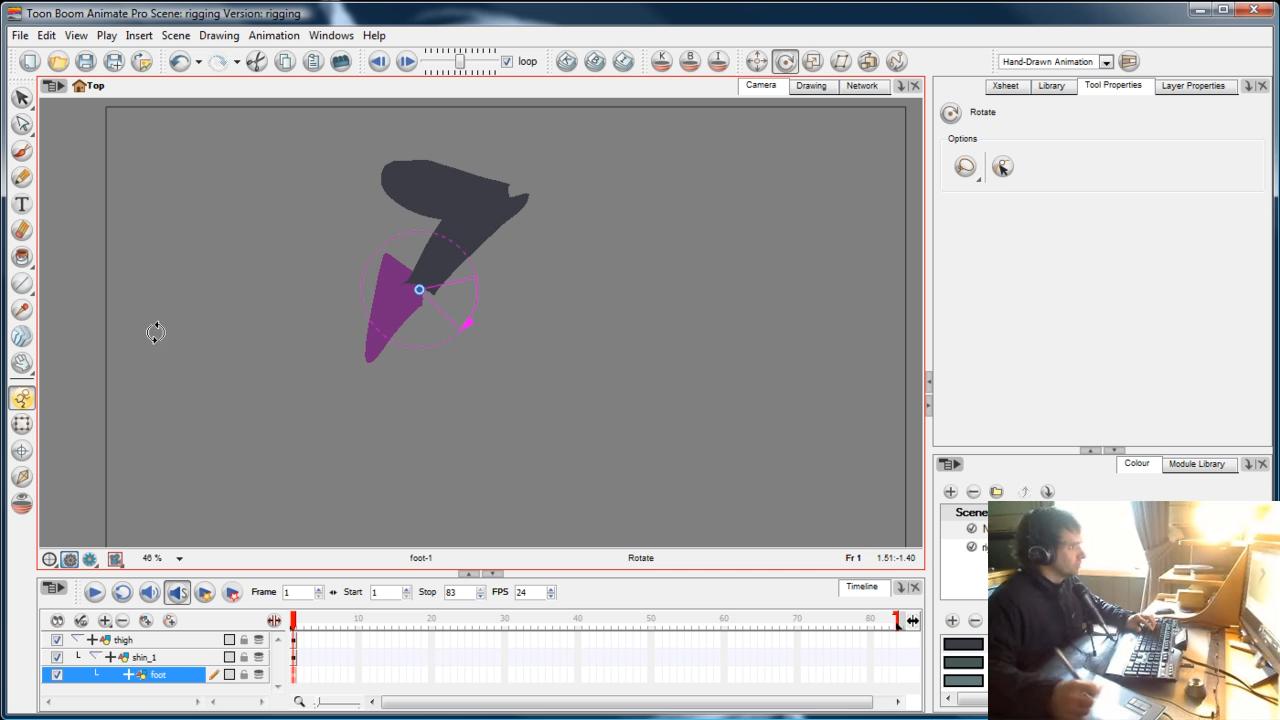 Toon Boom Animate Pro Scene: rigging Version: rigging
File Edit View Play Insert Scene Drawing Animation Windows Help
loop
K B I
Hand-Drawn Animation
Top
Camera Drawing Network
Xsheet Library Tool Properties Layer Properties
Rotate
Options
T
Colour Module Library
Scene
46 % foot-1 Rotate Fr 1 1.51:-1.40
Timeline
Frame 1 Start 1 Stop 83 FPS 24
10 20 30 40 50 60 70 80
thigh
shin_1
foot